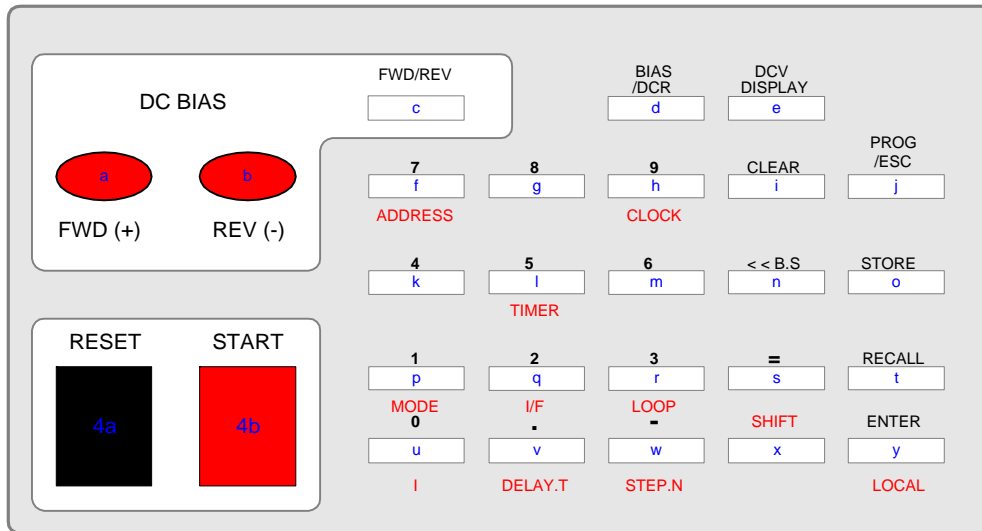 FWD/REV
BIAS
/DCR
DCV
DISPLAY
DC BIAS
c
d
e
PROG
/ESC
7
8
9
CLEAR
a
b
f
g
h
i
j
ADDRESS
CLOCK
FWD (+)
REV (-)
4
5
6
< < B.S
STORE
k
l
m
n
o
TIMER
RESET
START
1
2
3
=
RECALL
p
q
r
s
t
MODE
I/F
LOOP
4a
4b
0
.
-
SHIFT
ENTER
u
v
w
x
y
I
DELAY.T
STEP.N
LOCAL